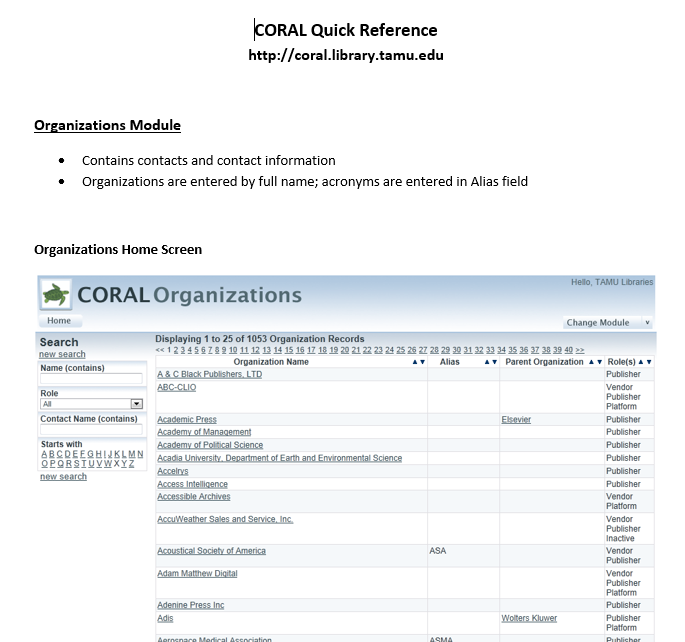 CORAL Quick Reference
http://coral.library.tamu.edu
Organizations Module
• Contains contacts and contact information
• Organizations are entered by full name; acronyms are entered in Alias field
Organizations Home Screen
Hello, TAMU Libraries
CORAL Organizations
Home
Change Module
Search
new search
Name (contains)
Role
All
Contact Name (contains)
Starts with
A B C D E F G H I J K L M N
O P Q R S T U V W X Y Z
new search
Displaying 1 to 25 of 1053 Organization Records
<< 1 2 3 4 5 6 7 8 9 10 11 12 13 14 15 16 17 18 19 20 21 22 23 24 25 26 27 28 29 30 31 32 33 34 35 36 37 38 39 40 >>
Organization Name ▲▼ Alias ▲▼ Parent Organization ▲▼ Role(s) ▲▼
A & C Black Publishers, LTD Publisher
ABC-CLIO Vendor
Publisher
Platform
Academic Press Elsevier Publisher
Academy of Management Publisher
Academy of Political Science Publisher
Acadia University, Department of Earth and Environmental Science Publisher
Accelrys Publisher
Access Intelligence Publisher
Accessible Archives Vendor
Platform
AccuWeather Sales and Service, Inc. Vendor
Publisher
Inactive
Acoustical Society of America ASA Vendor
Publisher
Adam Matthew Digital Vendor
Publisher
Platform
Adenine Press Inc Publisher
Adis Wolters Kluwer Publisher
Platform
Aerospace Medical Association ASMA Publisher